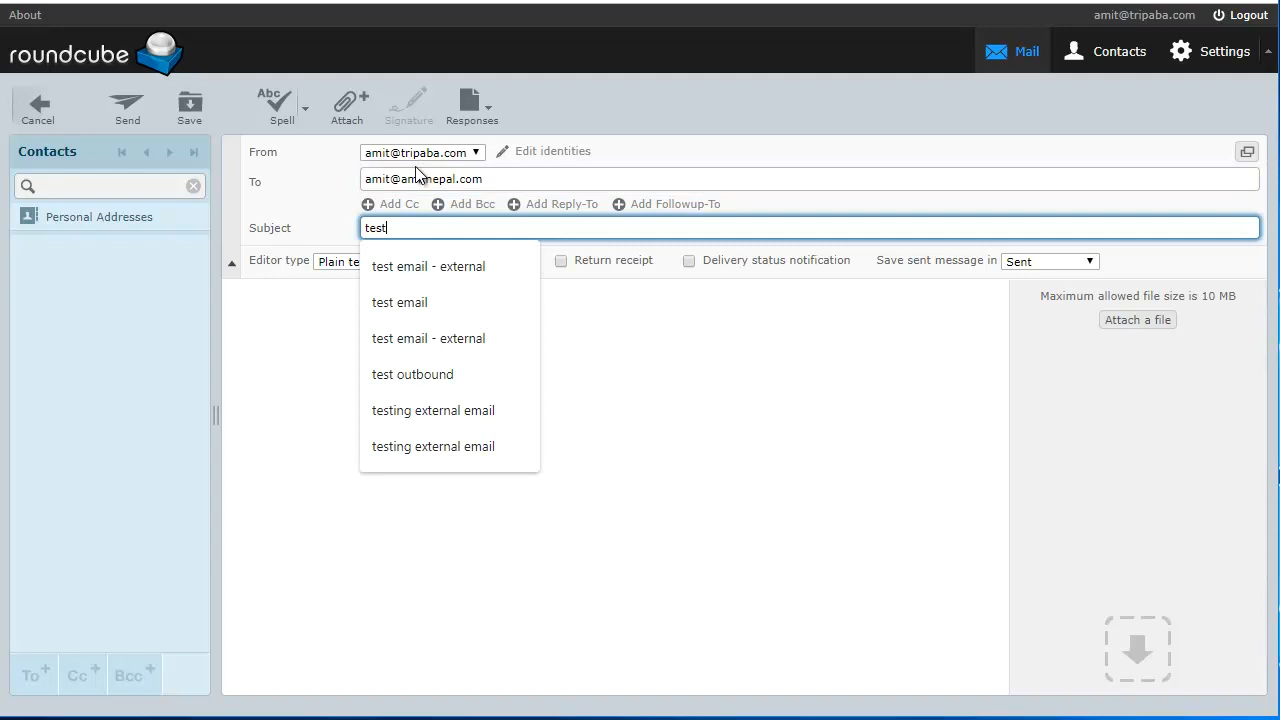 About
amit@tripaba.com
Logout
roundcube
Mail
Contacts
Settings
Cancel
Send
Save
Abc
Spell
Attach
Signature
Responses
Contacts
Personal Addresses
To
Cc
Bcc
From
amit@tripaba.com
Edit identities
To
Add Cc
Add Bcc
Add Reply-To
Add Followup-To
Subject
test
Editor type
Plain te
Return receipt
Delivery status notification
Save sent message in
Sent
test email - external
test email
test email - external
test outbound
testing external email
testing external email
Maximum allowed file size is 10 MB
Attach a file